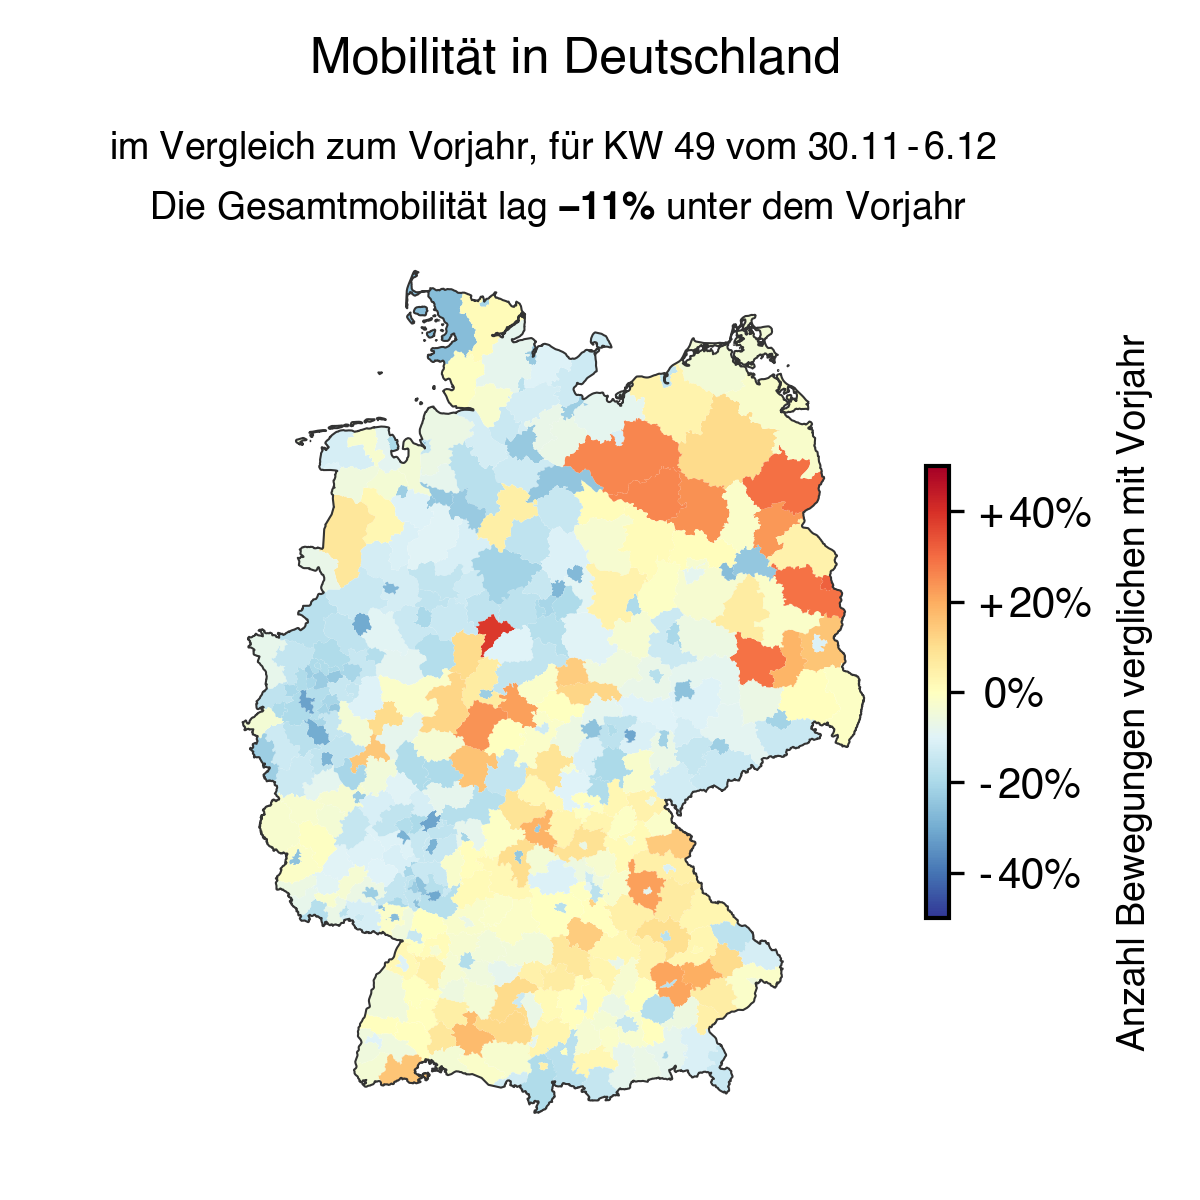 Mobilität in Deutschland
im Vergleich zum Vorjahr, für KW 49 vom 30.11-6.12
Die Gesamtmobilität lag −11% unter dem Vorjahr
+40%
+20%
0%
-20%
-40%
Anzahl Bewegungen verglichen mit Vorjahr